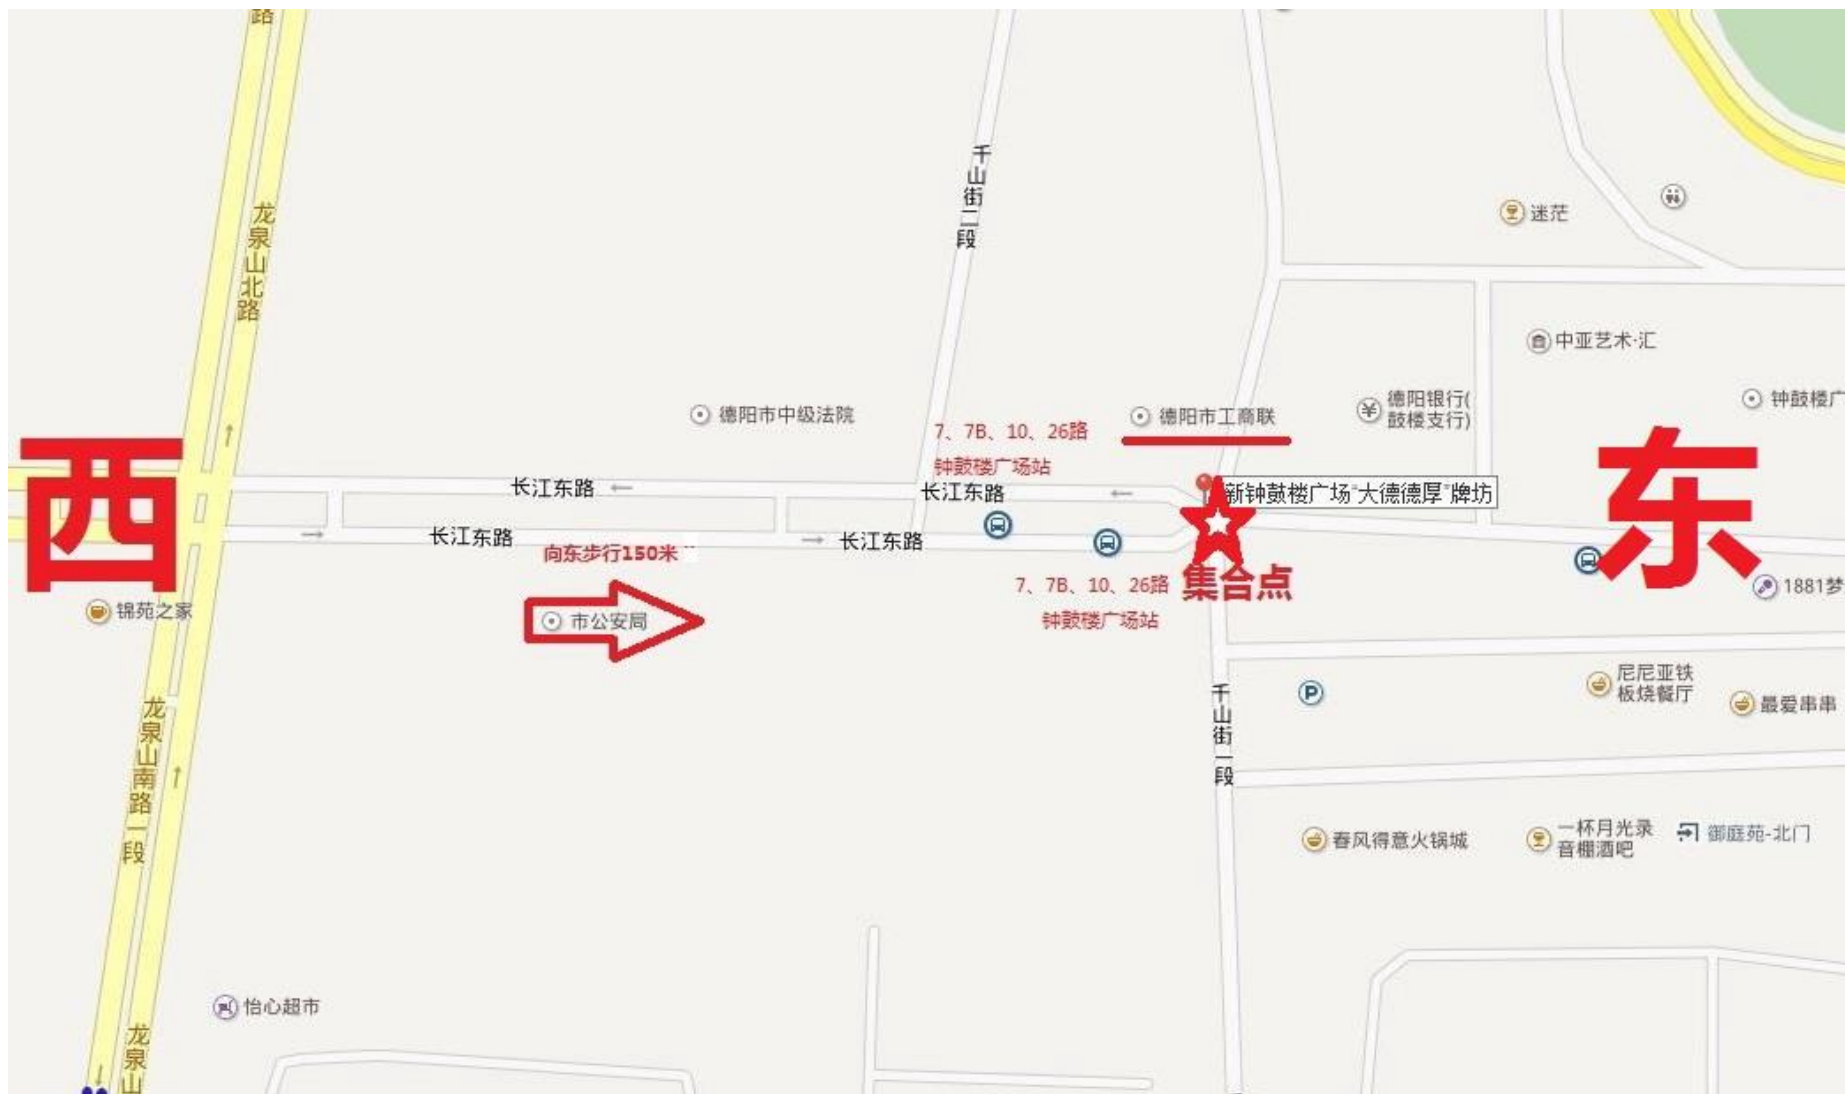 路
龙泉山北路
千山街二段
迷茫
中亚艺术·汇
德阳市中级法院
德阳市工商联
德阳银行(
鼓楼支行)
钟鼓楼广
7、7B、10、26路
钟鼓楼广场站
西
东
长江东路
长江东路
新钟鼓楼广场“大德德厚”牌坊
长江东路
长江东路
向东步行150米
7、7B、10、26路
钟鼓楼广场站
集合点
1881梦
锦苑之家
市公安局
尼尼亚铁
板烧餐厅
最爱串串
龙泉山南路一段
千山街一段
P
春风得意火锅城
一杯月光录
音棚酒吧
御庭苑-北门
怡心超市
龙泉山